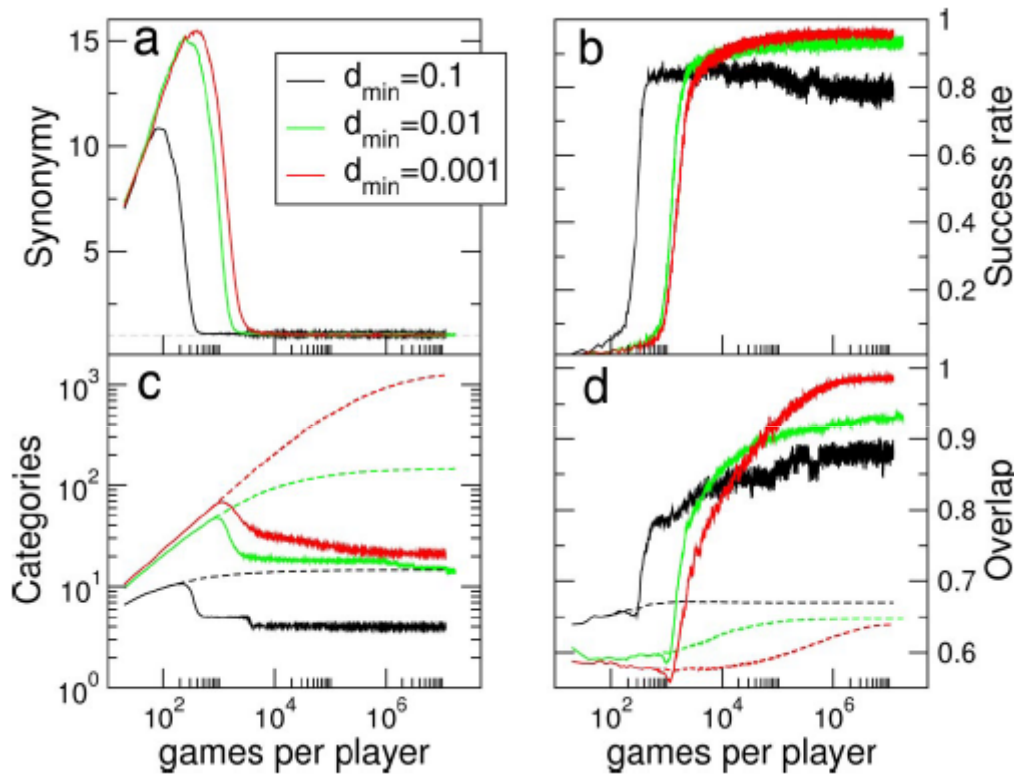 a
15
10
5
Synonymy
d_min=0.1
d_min=0.01
d_min=0.001
b
1
0.8
0.6
0.4
0.2
Success rate
c
10^3
10^2
10^1
10^0
Categories
10^2
10^4
10^6
games per player
d
1
0.9
0.8
0.7
0.6
Overlap
10^2
10^4
10^6
games per player